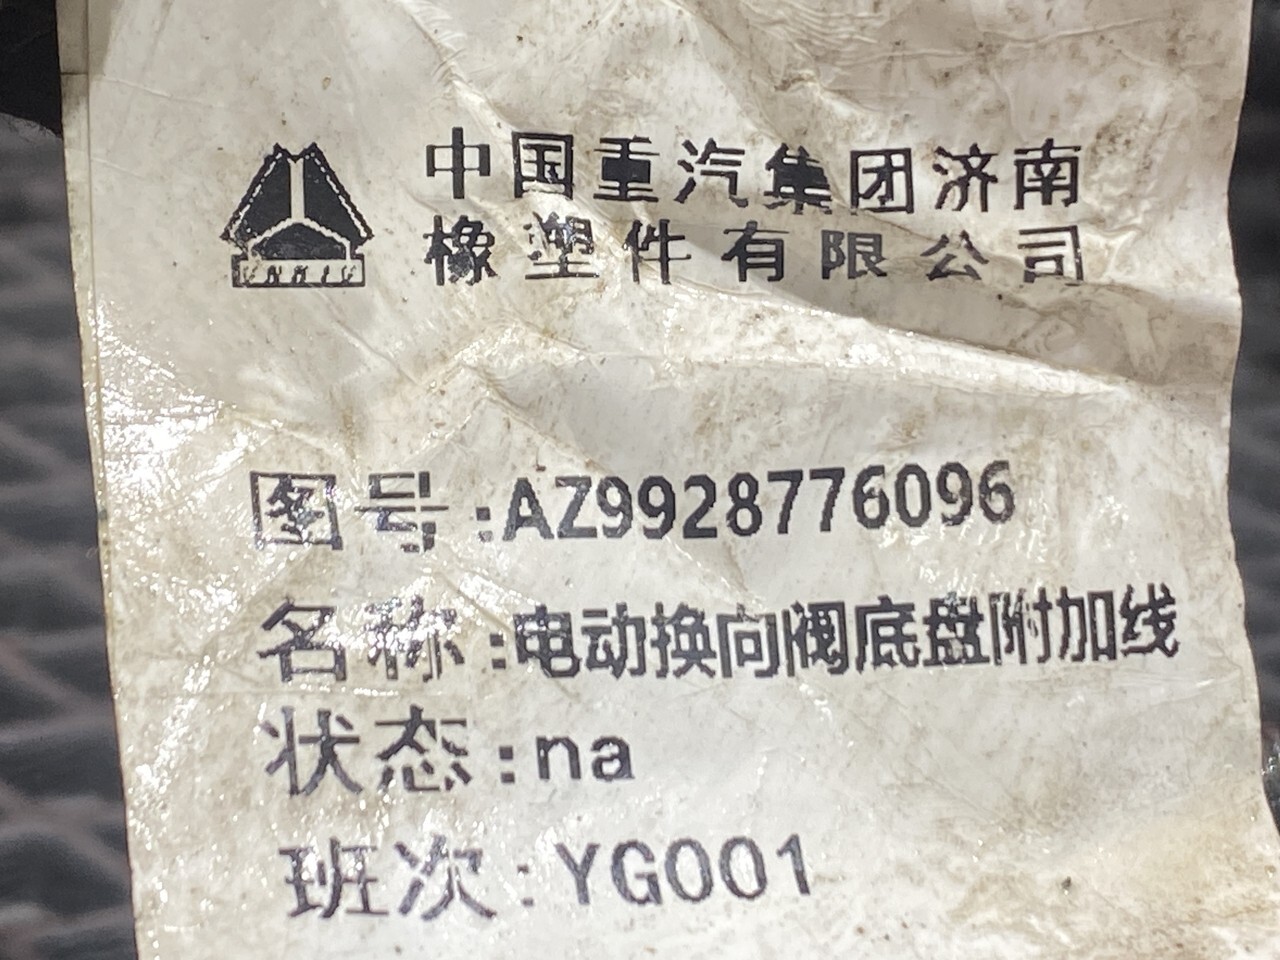 中国重汽集团济南
橡塑件有限公司
图号:AZ9928776096
名称:电动换向阀底盘附加线
状态:na
班次:YG001